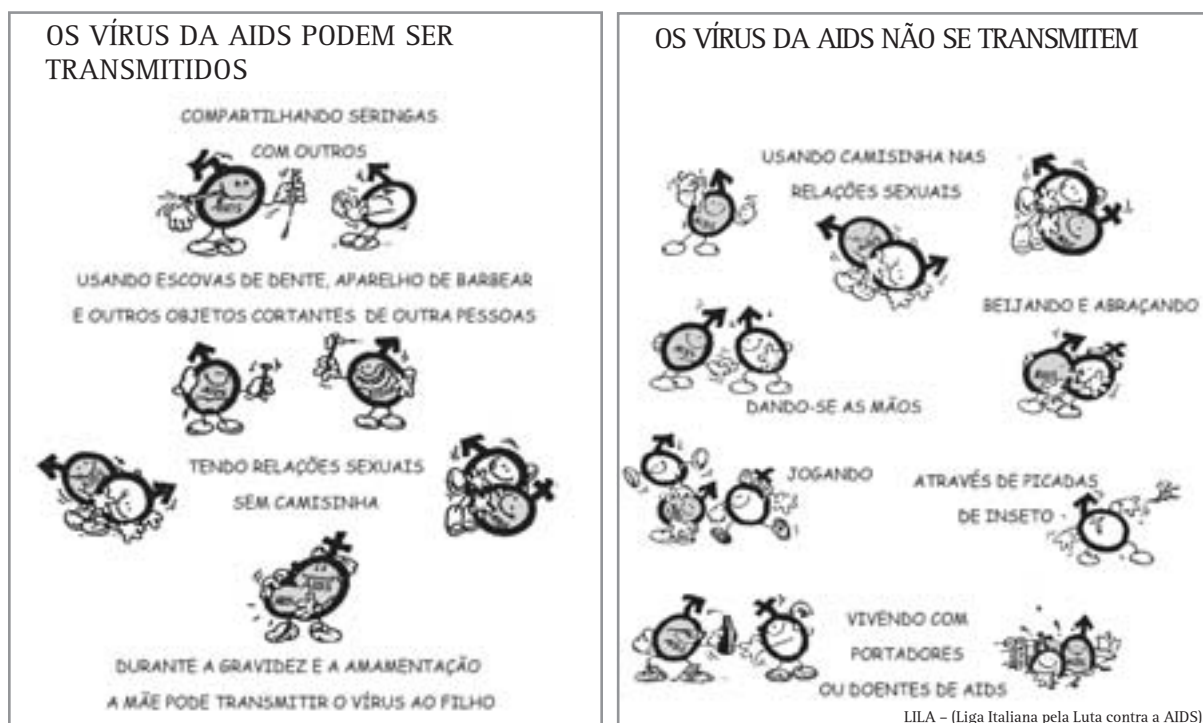 OS VÍRUS DA AIDS PODEM SER
TRANSMITIDOS
COMPARTILHANDO SERINGAS
COM OUTROS
USANDO ESCOVAS DE DENTE, APARELHO DE BARBEAR
E OUTROS OBJETOS CORTANTES DE OUTRA PESSOAS
TENDO RELAÇÕES SEXUAIS
SEM CAMISINHA
DURANTE A GRAVIDEZ E A AMAMENTAÇÃO
A MÃE PODE TRANSMITIR O VÍRUS AO FILHO
OS VÍRUS DA AIDS NÃO SE TRANSMITEM
USANDO CAMISINHA NAS
RELAÇÕES SEXUAIS
BEIJANDO E ABRAÇANDO
DANDO-SE AS MÃOS
JOGANDO
ATRAVÉS DE PICADAS
DE INSETO
VIVENDO COM
PORTADORES
OU DOENTES DE AIDS
LILA – (Liga Italiana pela Luta contra a AIDS)